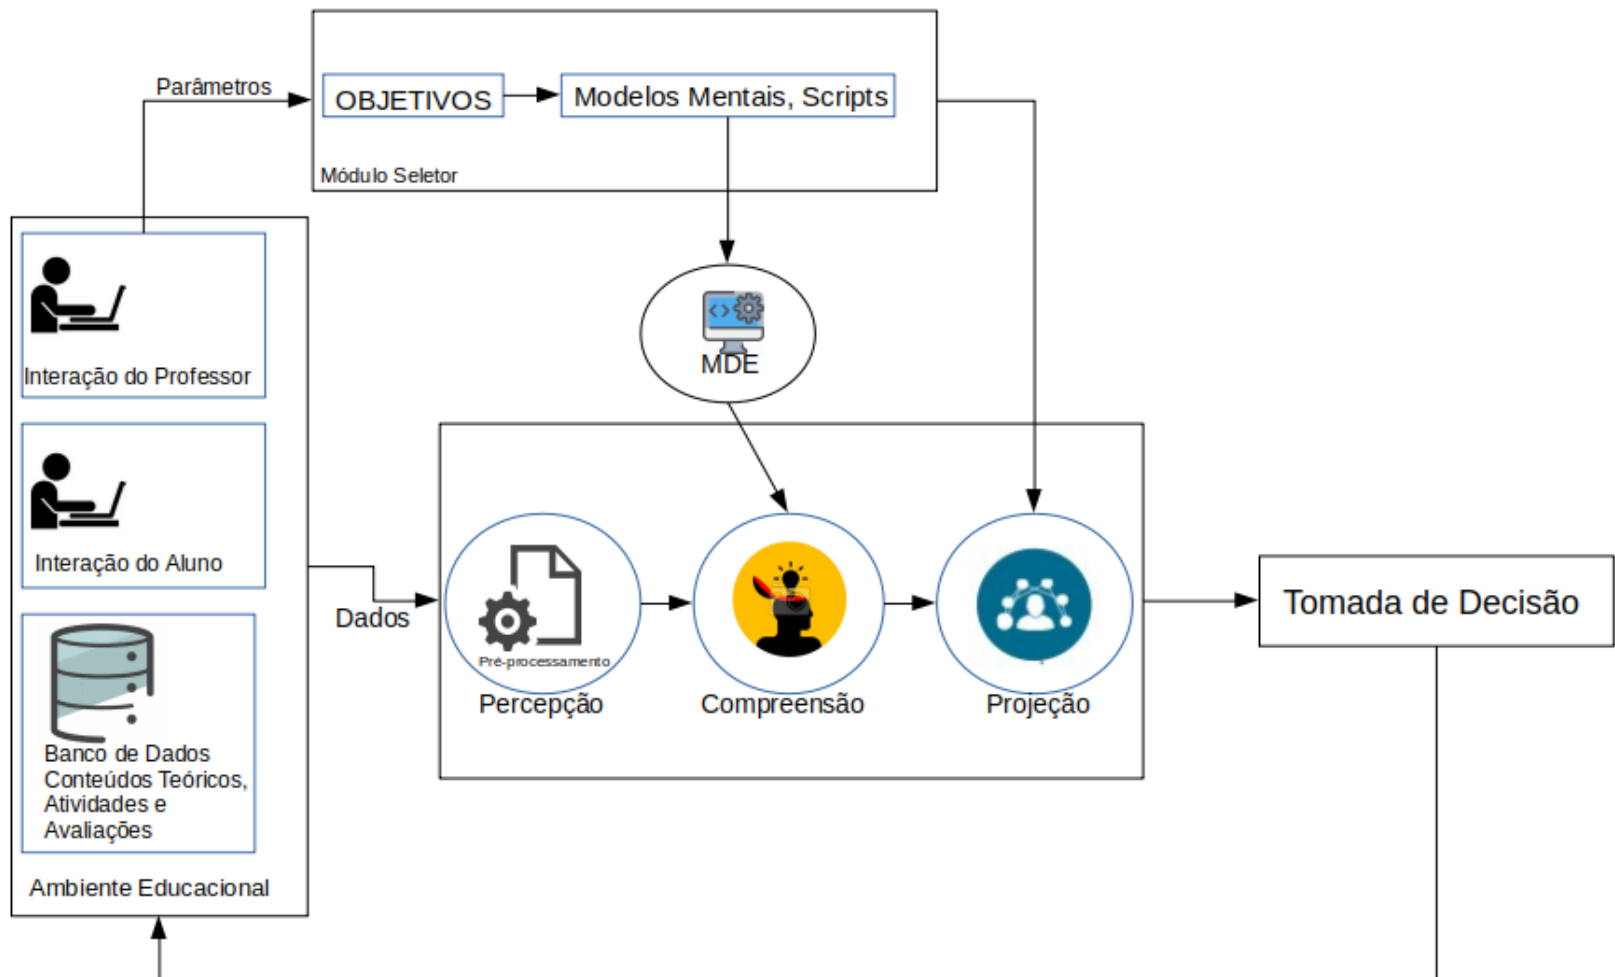 Parâmetros
OBJETIVOS
Modelos Mentais, Scripts
Módulo Seletor
Interação do Professor
MDE
Interação do Aluno
Dados
Pré-processamento
Percepção
Compreensão
Projeção
Tomada de Decisão
Banco de Dados
Conteúdos Teóricos,
Atividades e
Avaliações
Ambiente Educacional